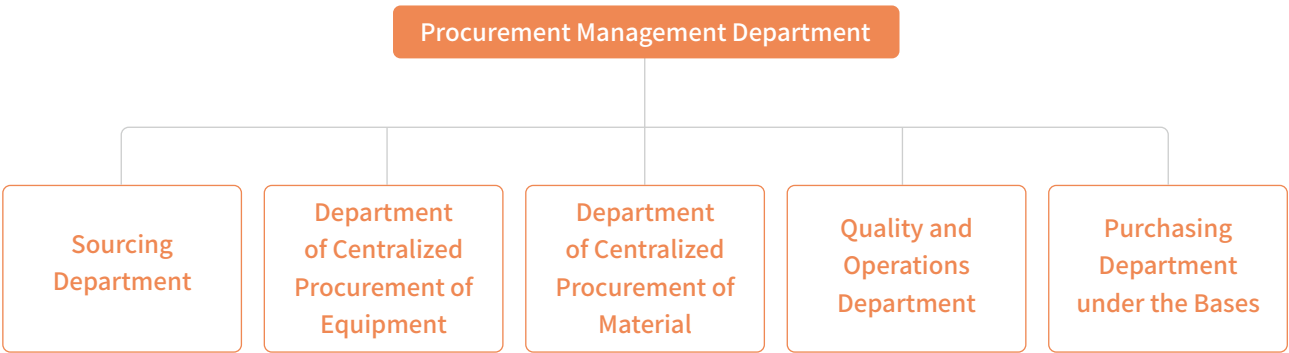 Procurement Management Department
Sourcing
Department
Department
of Centralized
Procurement of
Equipment
Department
of Centralized
Procurement of
Material
Quality and
Operations
Department
Purchasing
Department
under the Bases